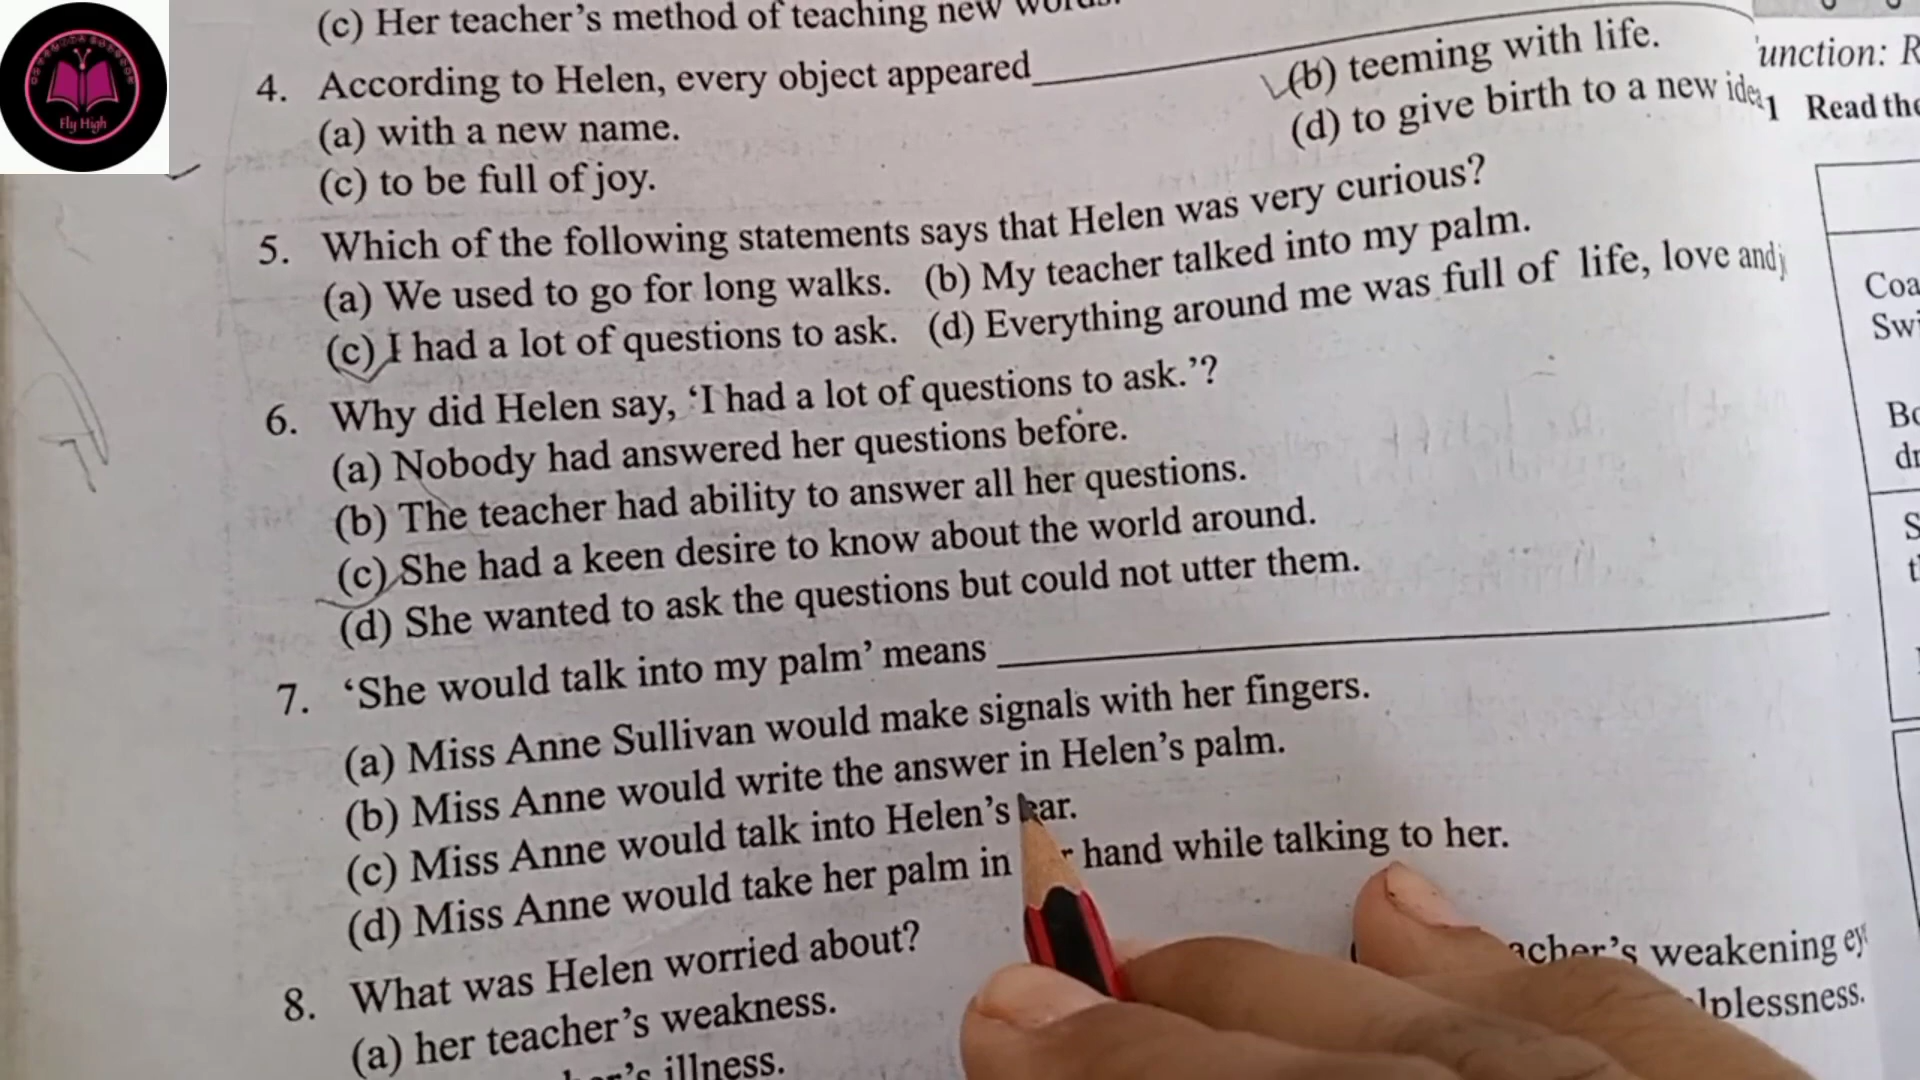 Fly High
(c) Her teacher's method of teaching new words.
4. According to Helen, every object appeared
(a) with a new name.
(b) teeming with life.
(c) to be full of joy.
(d) to give birth to a new idea
5. Which of the following statements says that Helen was very curious?
(a) We used to go for long walks. (b) My teacher talked into my palm.
(c) I had a lot of questions to ask. (d) Everything around me was full of life, love and j
6. Why did Helen say, 'I had a lot of questions to ask.'?
(a) Nobody had answered her questions before.
(b) The teacher had ability to answer all her questions.
(c) She had a keen desire to know about the world around.
(d) She wanted to ask the questions but could not utter them.
7. 'She would talk into my palm' means
(a) Miss Anne Sullivan would make signals with her fingers.
(b) Miss Anne would write the answer in Helen's palm.
(c) Miss Anne would talk into Helen's ear.
(d) Miss Anne would take her palm in hand while talking to her.
8. What was Helen worried about?
(a) her teacher's weakness.
acher's weakening ey
's illness.
lplessness.
unction: R
1 Read the
Coa
Swi
Bo
dr
S